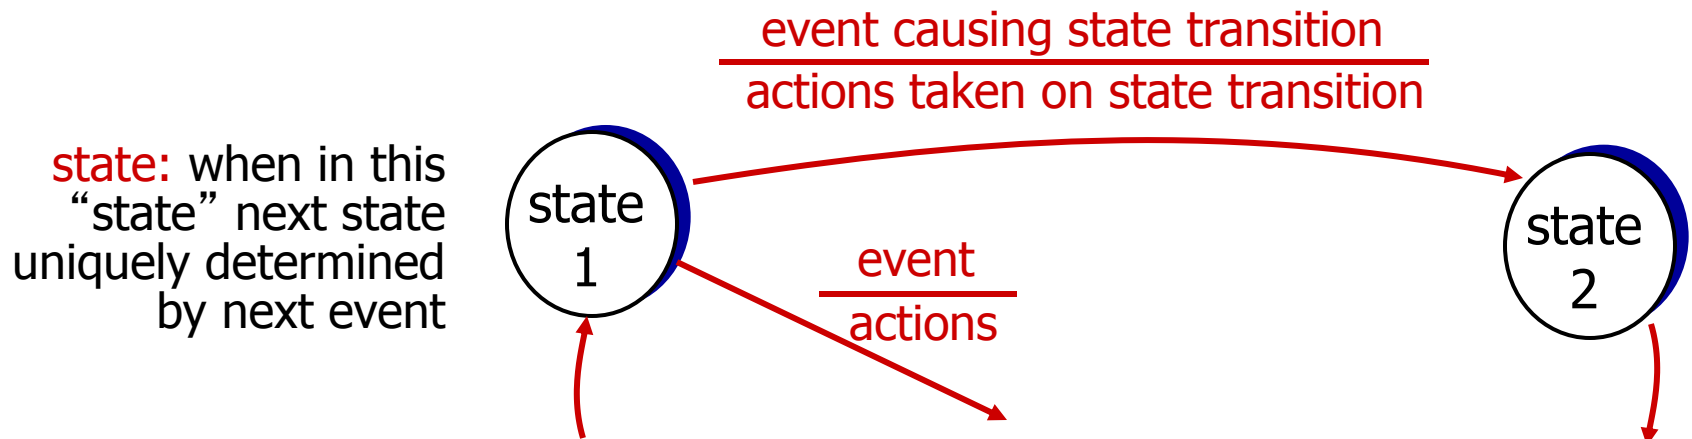 event causing state transition
actions taken on state transition
state: when in this
“state” next state
uniquely determined
by next event
state
1
event
actions
state
2